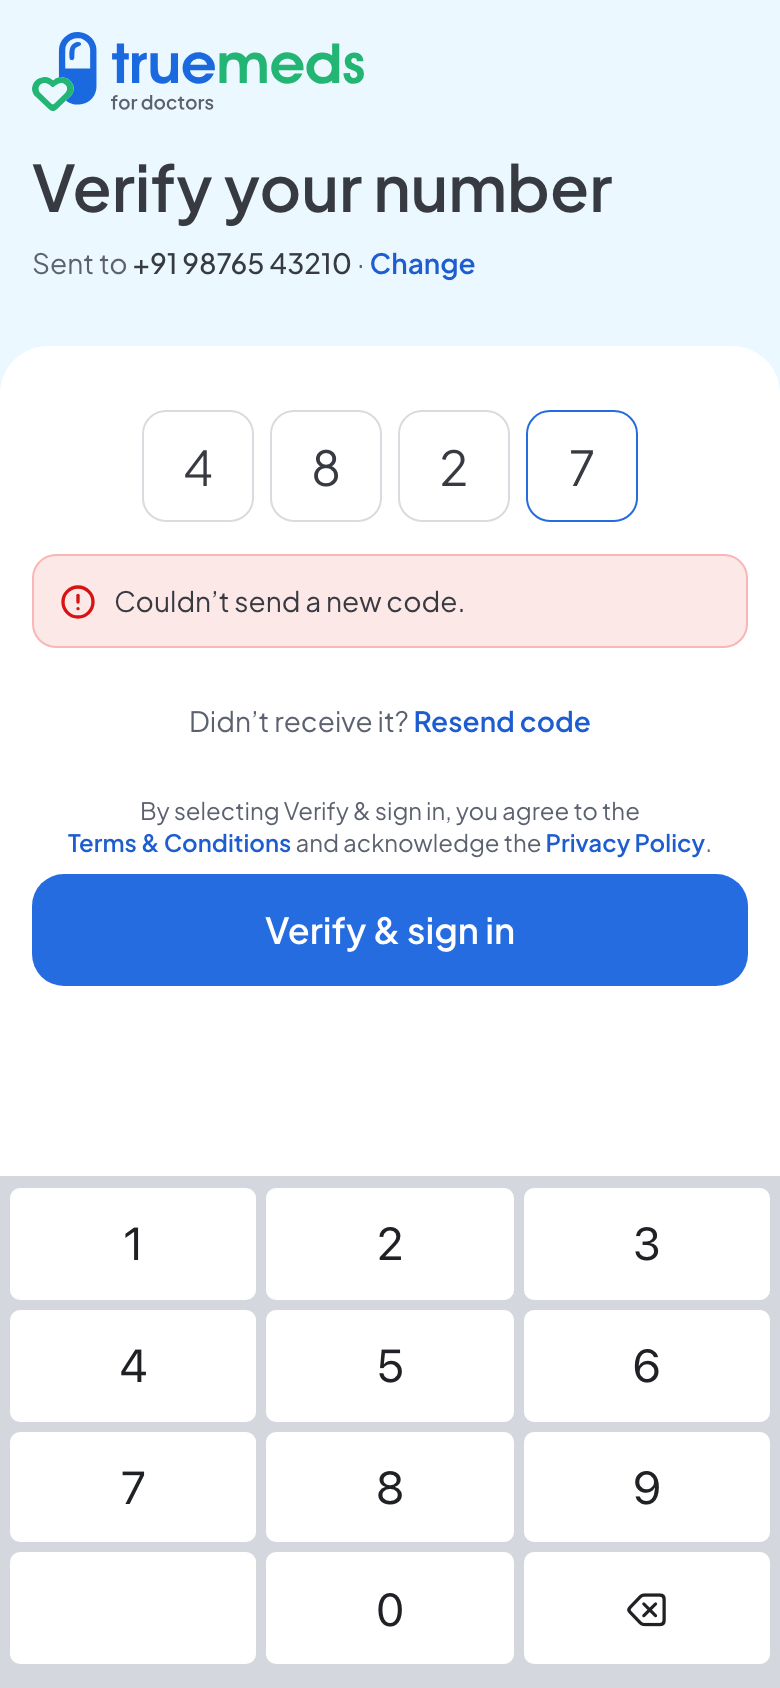 truemeds
for doctors
Verify your number
Sent to +91 98765 43210 · Change
4 8 2 7
Couldn’t send a new code.
Didn’t receive it? Resend code
By selecting Verify & sign in, you agree to the
Terms & Conditions and acknowledge the Privacy Policy.
Verify & sign in
1 2 3
4 5 6
7 8 9
0